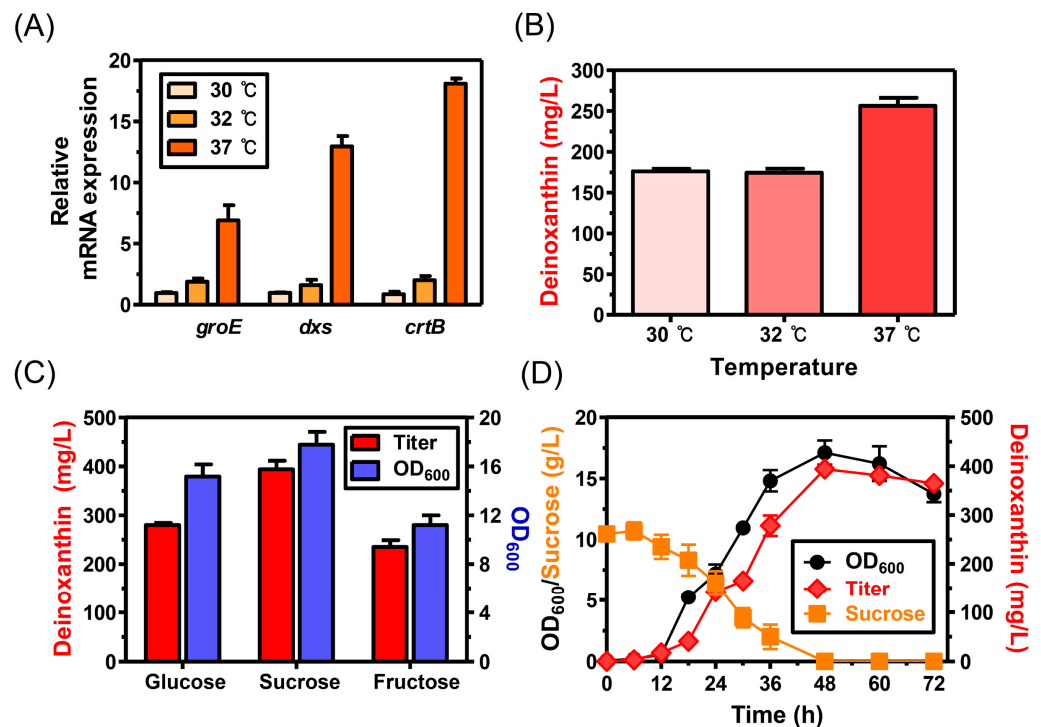 (A)
Relative
mRNA expression
20
15
10
5
0
30 ℃
32 ℃
37 ℃
groE dxs crtB
(B)
Deinoxanthin (mg/L)
300
250
200
150
100
50
0
30 ℃ 32 ℃ 37 ℃
Temperature
(C)
Deinoxanthin (mg/L)
500
400
300
200
100
0
Titer
OD600
20
16
12
8
4
0
OD600
Glucose Sucrose Fructose
(D)
OD600/Sucrose (g/L)
20
15
10
5
0
OD600
Titer
Sucrose
500
400
300
200
100
0
Deinoxanthin (mg/L)
0 12 24 36 48 60 72
Time (h)